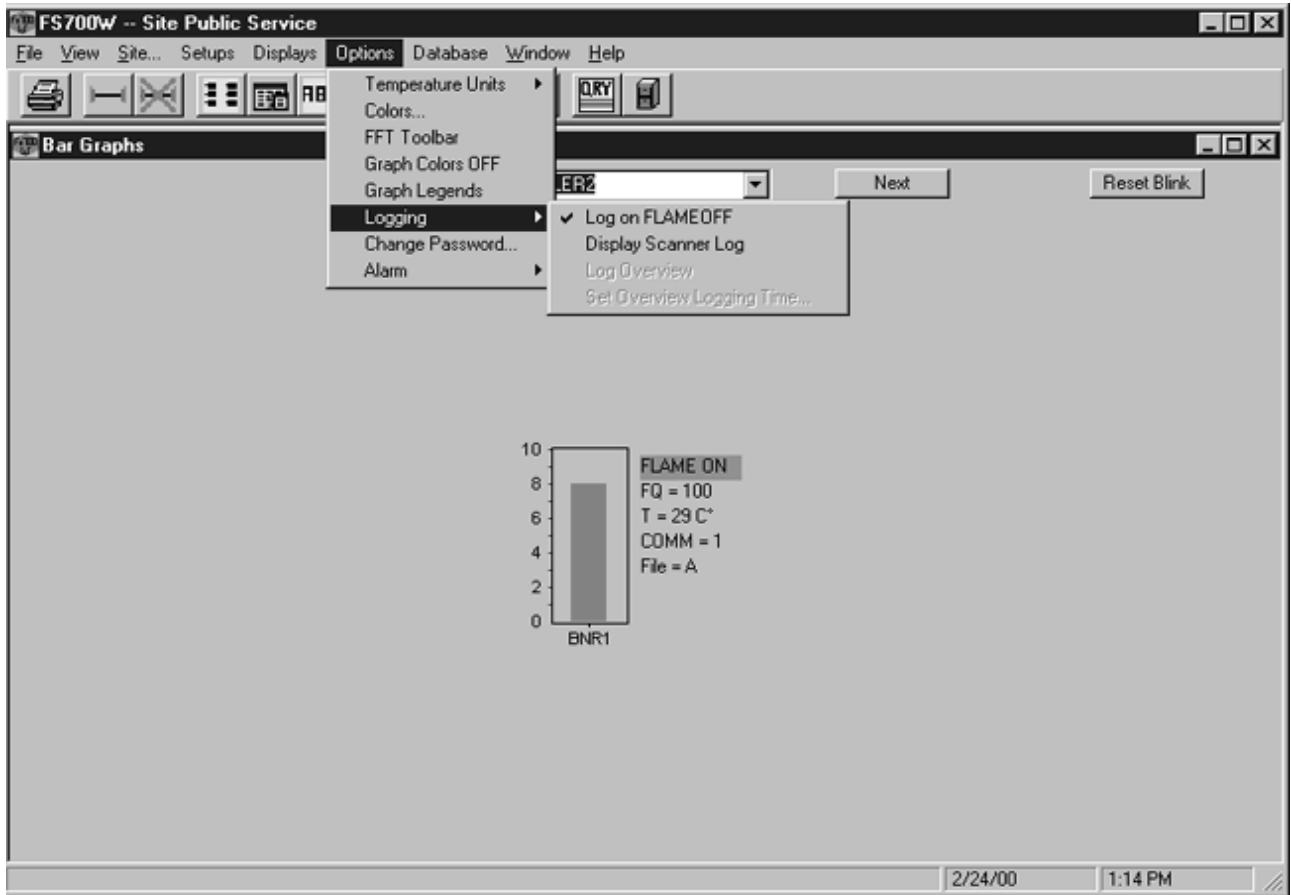 FS700W -- Site Public Service
File View Site... Setups Displays Options Database Window Help
QRY
Temperature Units
Colors...
FFT Toolbar
Graph Colors OFF
Graph Legends
Logging
Change Password...
Alarm
Bar Graphs
LER2
Next
Reset Blink
Log on FLAMEOFF
Display Scanner Log
Log Overview
Set Overview Logging Time...
10
8
6
4
2
0
BNR1
FLAME ON
FQ = 100
T = 29 C°
COMM = 1
File = A
2/24/00 1:14 PM